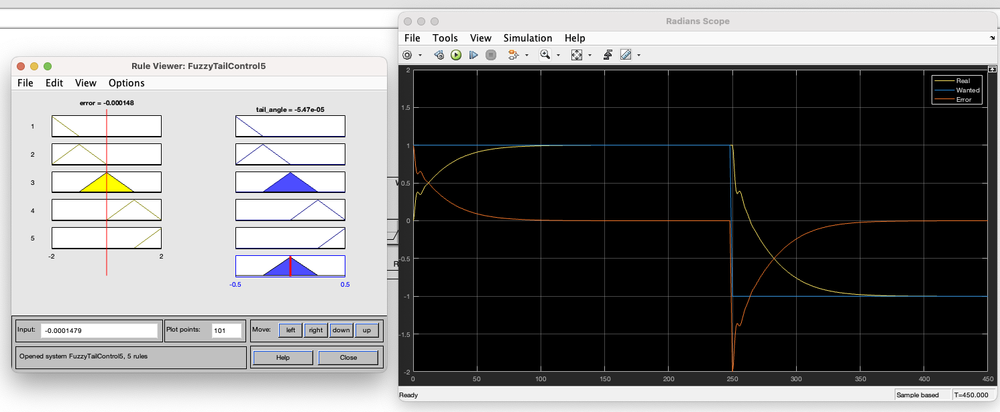 Rule Viewer: FuzzyTailControl5
File Edit View Options
error = -0.000148
tail_angle = -5.47e-05
1
2
3
4
5
-2 2
-0.5 0.5
Input: -0.0001479
Plot points: 101
Move: left right down up
Opened system FuzzyTailControl5, 5 rules
Help Close
Radians Scope
File Tools View Simulation Help
Real
Wanted
Error
2
1.5
1
0.5
0
-0.5
-1
-1.5
-2
0 50 100 150 200 250 300 350 400 450
Ready
Sample based T=450.000